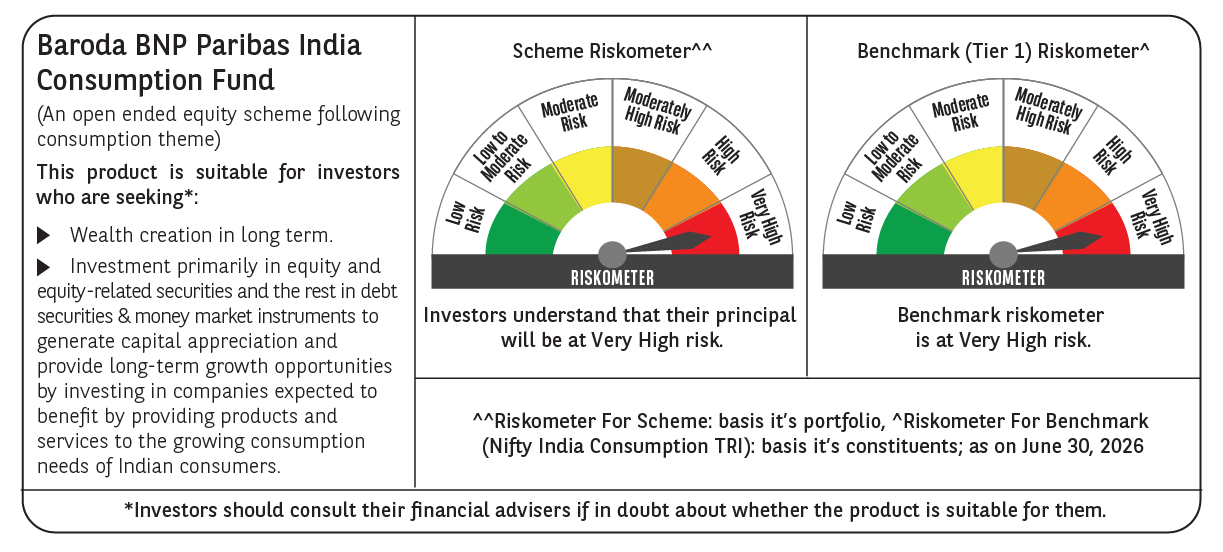 Baroda BNP Paribas India
Consumption Fund
(An open ended equity scheme following
consumption theme)
This product is suitable for investors
who are seeking*:
▶ Wealth creation in long term.
▶ Investment primarily in equity and
equity-related securities and the rest in debt
securities & money market instruments to
generate capital appreciation and
provide long-term growth opportunities
by investing in companies expected to
benefit by providing products and
services to the growing consumption
needs of Indian consumers.
Scheme Riskometer^^
Low
Risk
Low to
Moderate
Risk
Moderate
Risk
Moderately
High Risk
High
Risk
Very High
Risk
RISKOMETER
Investors understand that their principal
will be at Very High risk.
Benchmark (Tier 1) Riskometer^
Low
Risk
Low to
Moderate
Risk
Moderate
Risk
Moderately
High Risk
High
Risk
Very High
Risk
RISKOMETER
Benchmark riskometer
is at Very High risk.
^^Riskometer For Scheme: basis it's portfolio, ^Riskometer For Benchmark
(Nifty India Consumption TRI): basis it's constituents; as on June 30, 2026
*Investors should consult their financial advisers if in doubt about whether the product is suitable for them.